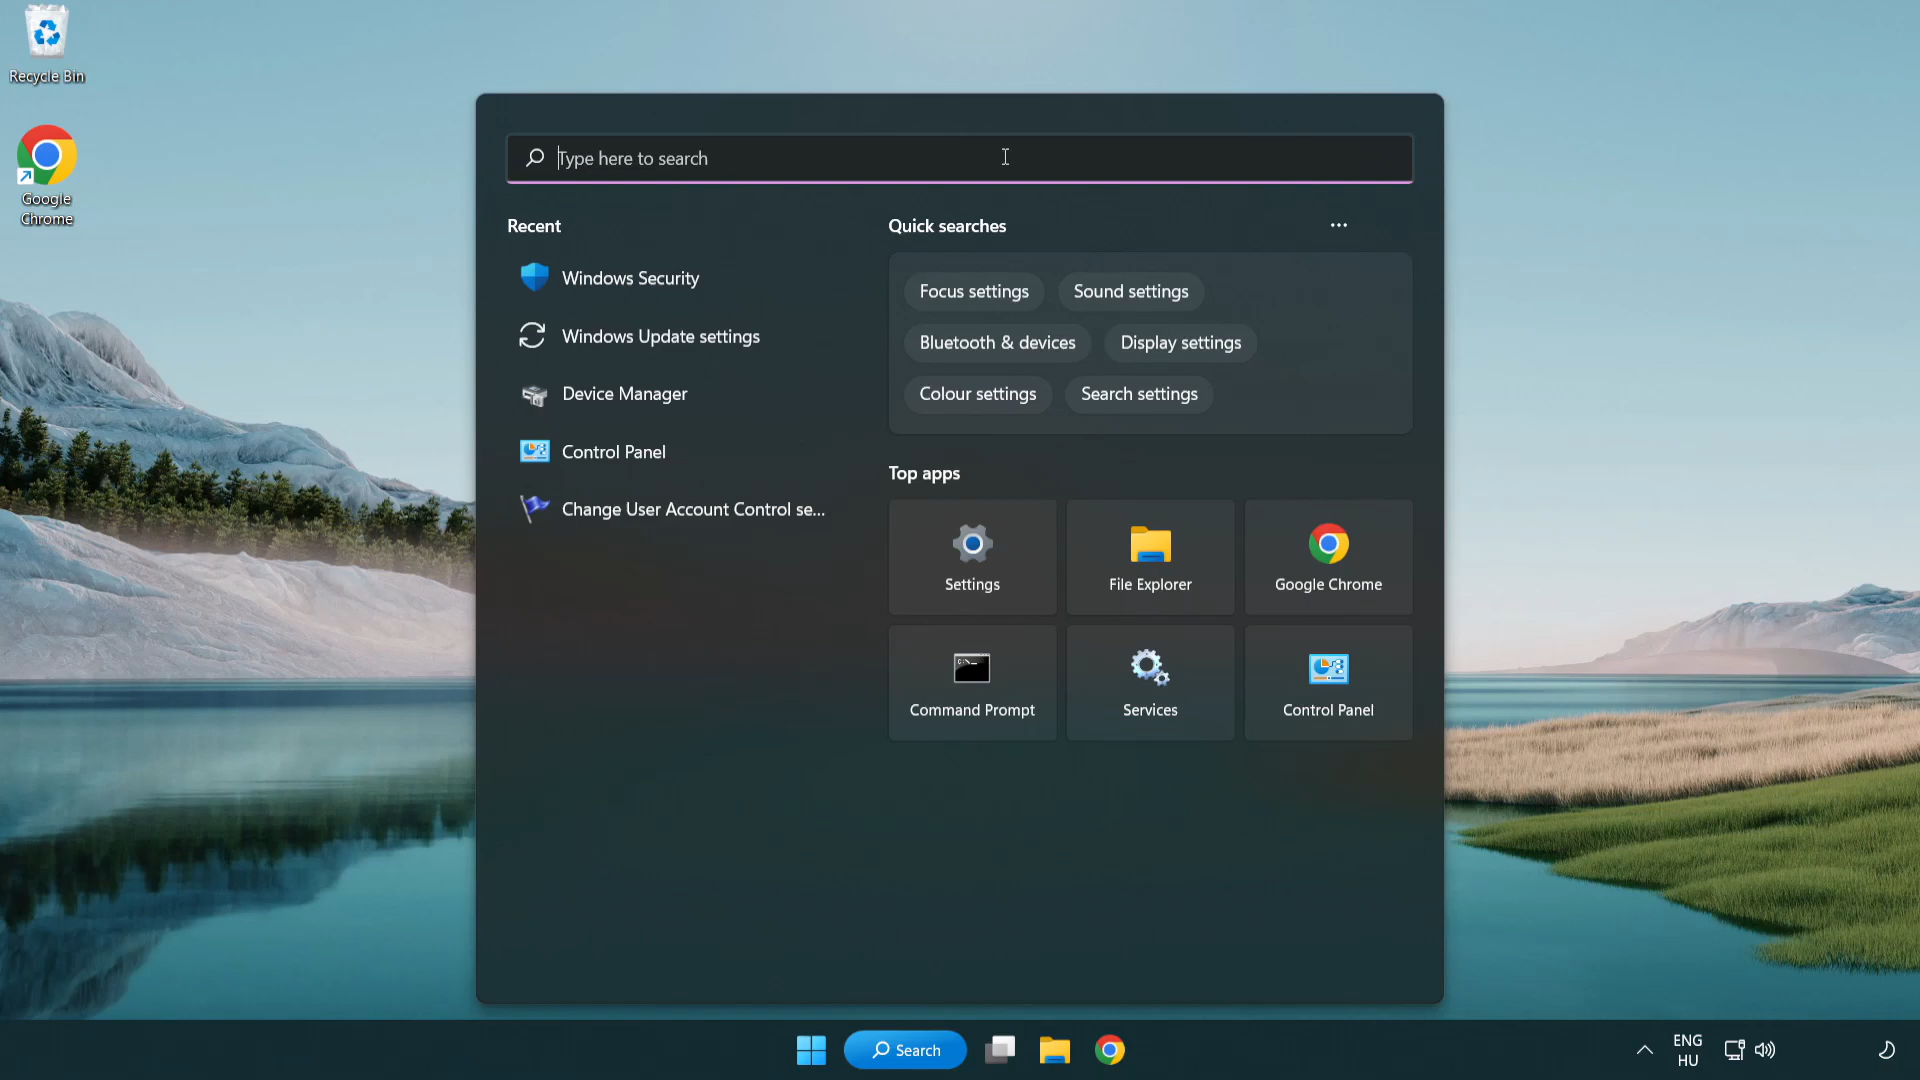 Recycle Bin
Google
Chrome
Type here to search
Recent
Windows Security
Windows Update settings
Device Manager
Control Panel
Change User Account Control se...
Quick searches
Focus settings
Sound settings
Bluetooth & devices
Display settings
Colour settings
Search settings
Top apps
Settings
File Explorer
Google Chrome
Command Prompt
Services
Control Panel
Search
ENG
HU